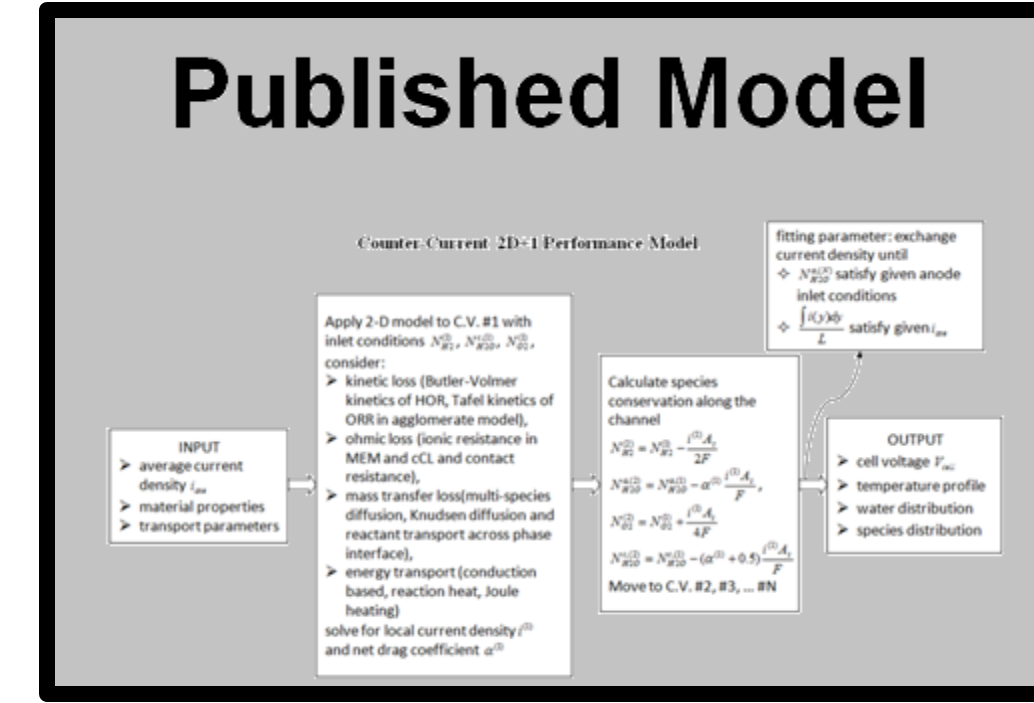 Published Model
Counter-Current 2D+1 Performance Model
INPUT
➢ average current
density i_ave
➢ material properties
➢ transport parameters
Apply 2-D model to C.V. #1 with
inlet conditions
consider:
➢ kinetic loss (Butler-Volmer
kinetics of HOR, Tafel kinetics of
ORR in agglomerate model),
➢ ohmic loss (ionic resistance in
MEM and cCL and contact
resistance),
➢ mass transfer loss(multi-species
diffusion, Knudsen diffusion and
reactant transport across phase
interface),
➢ energy transport (conduction
based, reaction heat, Joule
heating)
solve for local current density i^(1)
and net drag coefficient α^(1)
Calculate species
conservation along the
channel
Move to C.V. #2, #3, ... #N
fitting parameter: exchange
current density until
❖ satisfy given anode
inlet conditions
❖ ∫i(y)dy / L satisfy given i_ave
OUTPUT
➢ cell voltage
➢ temperature profile
➢ water distribution
➢ species distribution